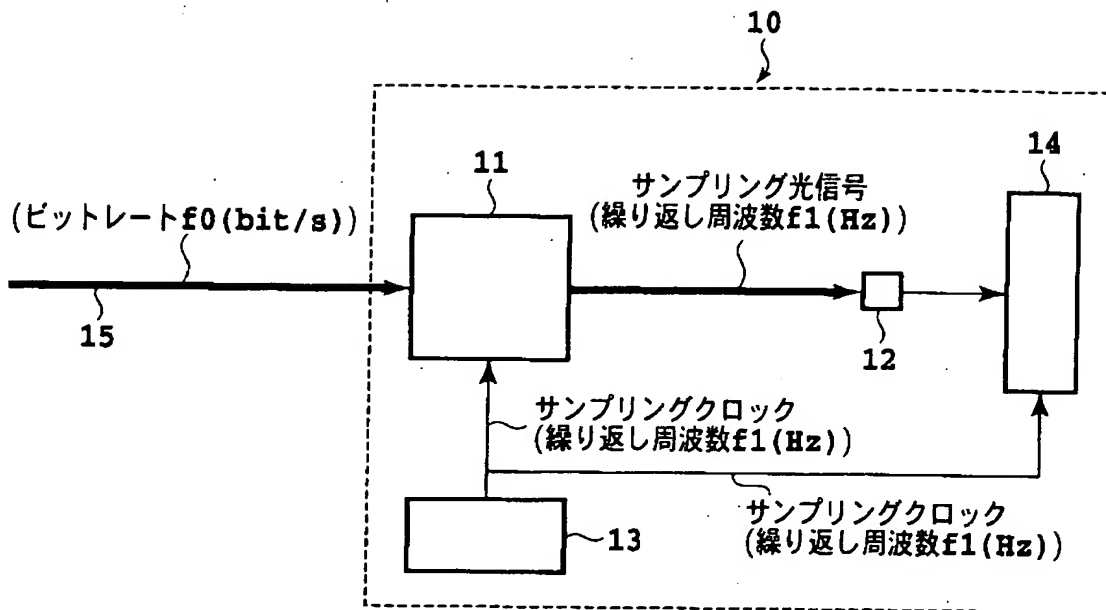 10
11
14
サンプリング光信号
(繰り返し周波数f1(Hz))
(ビットレートf0(bit/s))
15
12
サンプリングクロック
(繰り返し周波数f1(Hz))
サンプリングクロック
(繰り返し周波数f1(Hz))
13